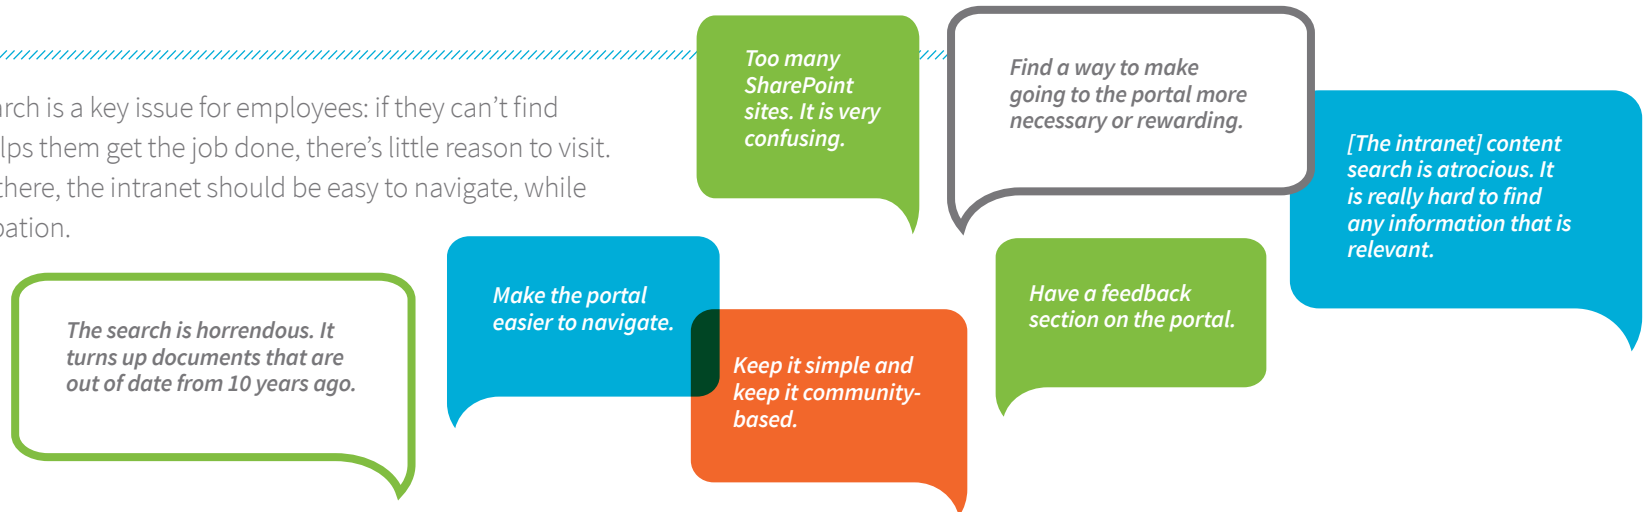 arch is a key issue for employees: if they can’t find
lps them get the job done, there’s little reason to visit.
there, the intranet should be easy to navigate, while
pation.
Too many
SharePoint
sites. It is very
confusing.
Find a way to make
going to the portal more
necessary or rewarding.
[The intranet] content
search is atrocious. It
is really hard to find
any information that is
relevant.
The search is horrendous. It
turns up documents that are
out of date from 10 years ago.
Make the portal
easier to navigate.
Keep it simple and
keep it community-
based.
Have a feedback
section on the portal.